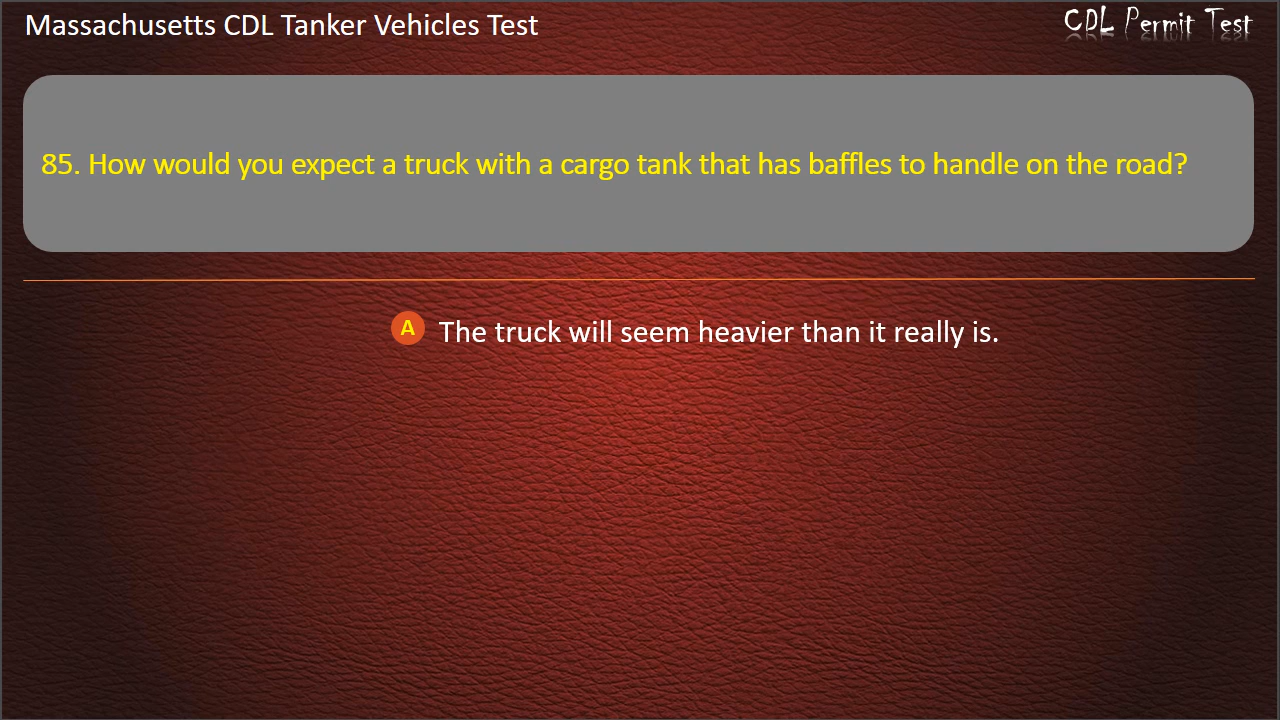 Massachusetts CDL Tanker Vehicles Test
CDL Permit Test
85. How would you expect a truck with a cargo tank that has baffles to handle on the road?
A The truck will seem heavier than it really is.